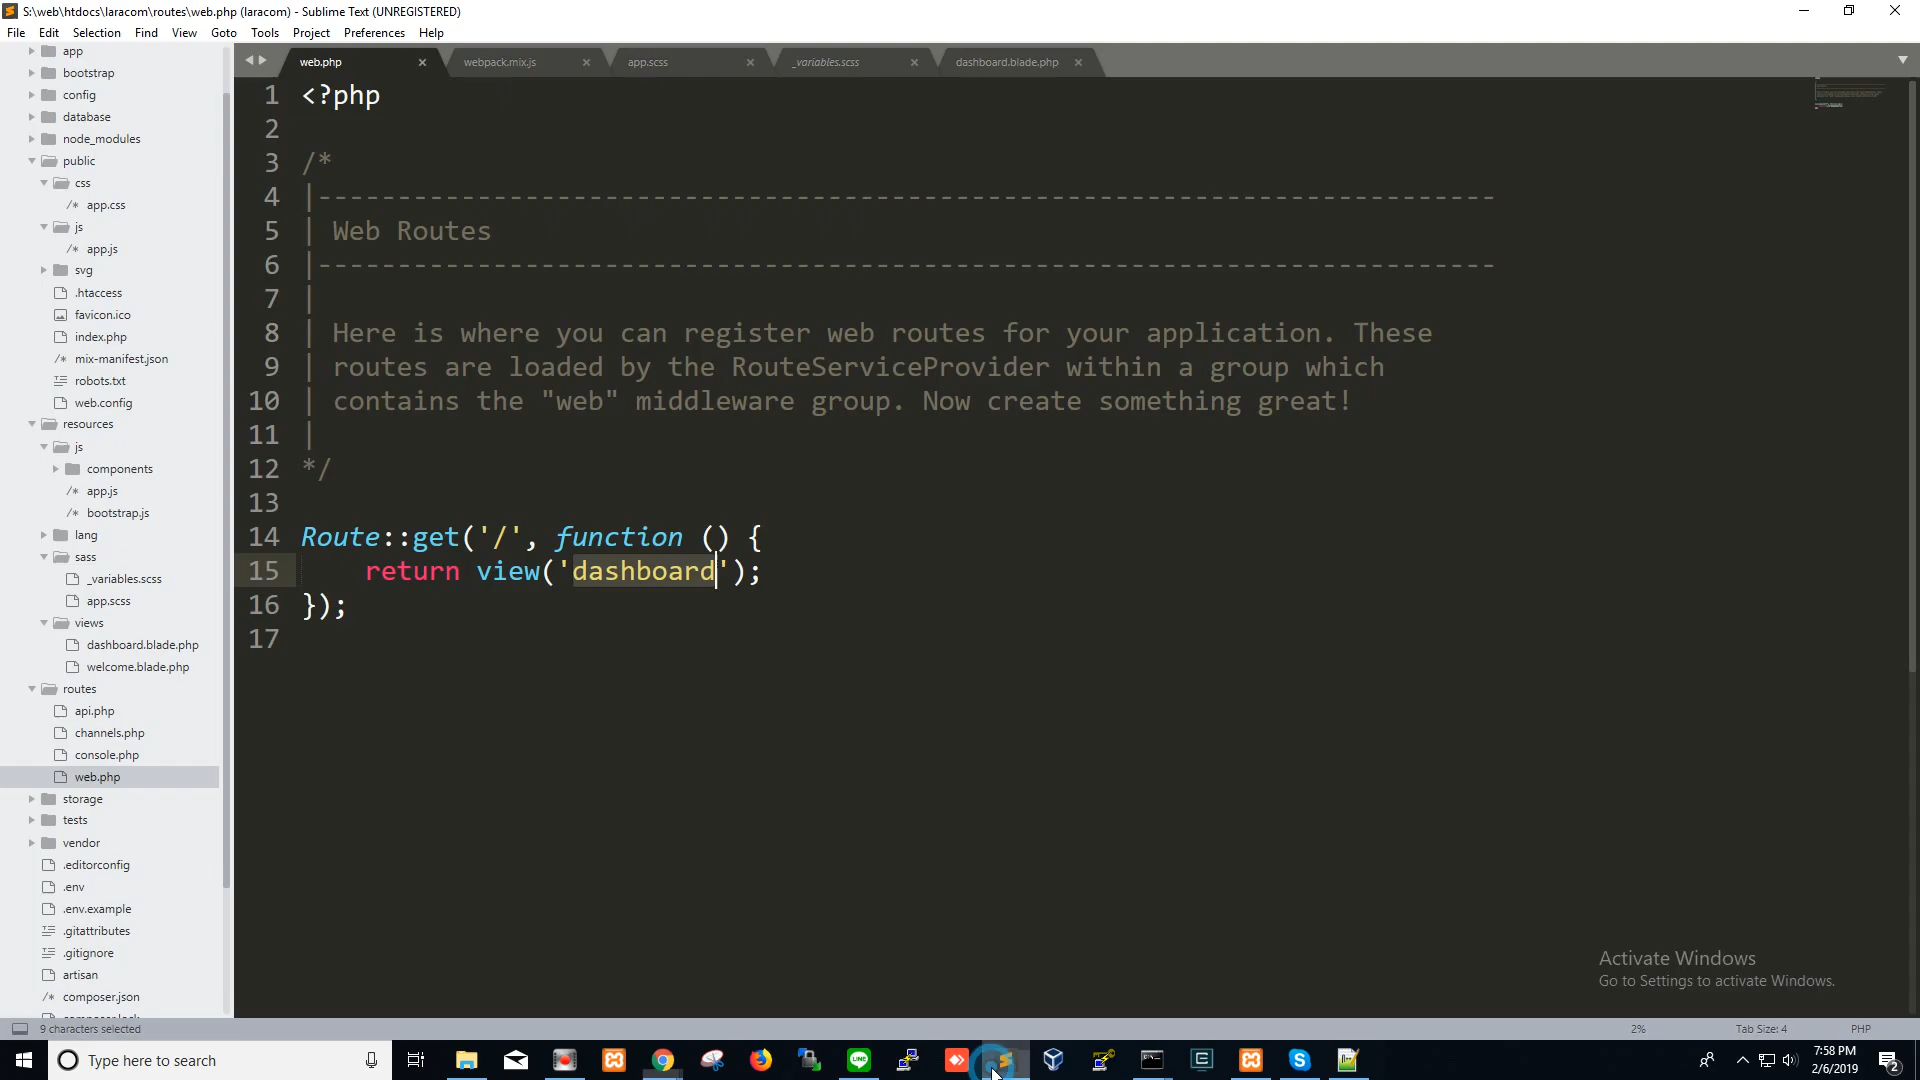 S:\web\htdocs\laracom\routes\web.php (laracom) - Sublime Text (UNREGISTERED)
File Edit Selection Find View Goto Tools Project Preferences Help
app
bootstrap
config
database
node_modules
public
css
/* app.css
js
/* app.js
svg
.htaccess
favicon.ico
index.php
/* mix-manifest.json
robots.txt
web.config
resources
js
components
/* app.js
/* bootstrap.js
lang
sass
_variables.scss
app.scss
views
dashboard.blade.php
welcome.blade.php
routes
api.php
channels.php
console.php
web.php
storage
tests
vendor
.editorconfig
.env
.env.example
.gitattributes
.gitignore
artisan
/* composer.json
web.php webpack.mix.js app.scss _variables.scss dashboard.blade.php
1 <?php
2
3 /*
4 |--------------------------------------------------------------------------
5 | Web Routes
6 |--------------------------------------------------------------------------
7 |
8 | Here is where you can register web routes for your application. These
9 | routes are loaded by the RouteServiceProvider within a group which
10 | contains the "web" middleware group. Now create something great!
11 |
12 */
13
14 Route::get('/', function () {
15     return view('dashboard');
16 });
17
Activate Windows
Go to Settings to activate Windows.
9 characters selected 2% Tab Size: 4 PHP
Type here to search
7:58 PM
2/6/2019
2